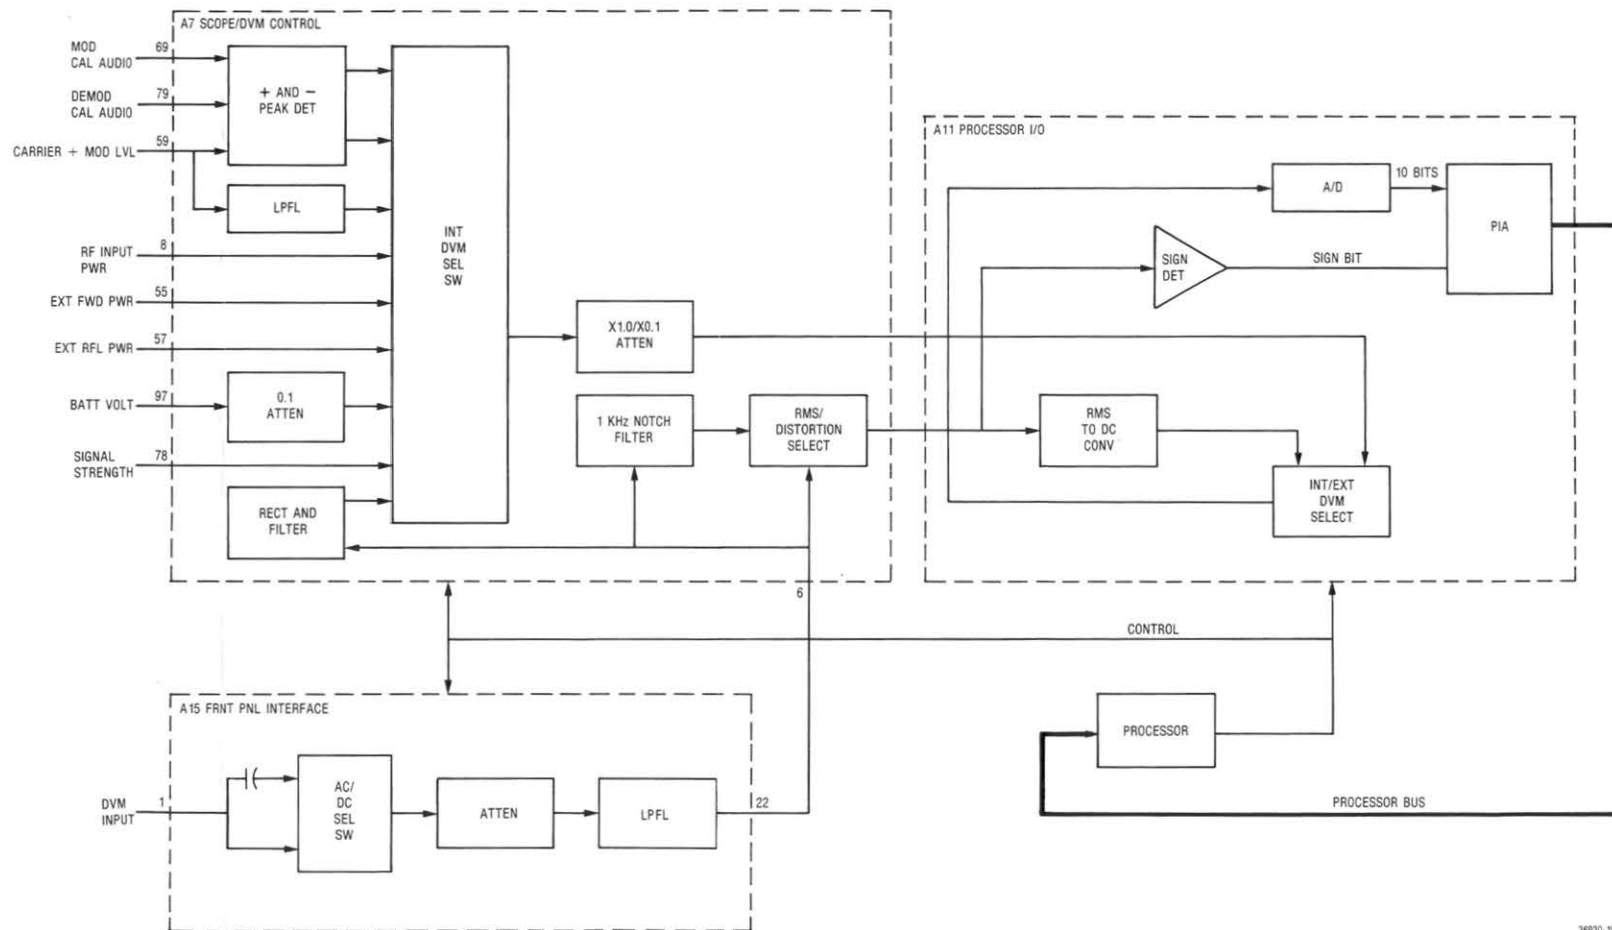 A7 SCOPE/DVM CONTROL
MOD
CAL AUDIO
69
DEMOD
CAL AUDIO
79
CARRIER + MOD LVL
59
+ AND −
PEAK DET
LPFL
RF INPUT
PWR
8
EXT FWD PWR
55
EXT RFL PWR
57
BATT VOLT
97
0.1
ATTEN
SIGNAL
STRENGTH
78
RECT AND
FILTER
INT
DVM
SEL
SW
X1.0/X0.1
ATTEN
1 KHz NOTCH
FILTER
RMS/
DISTORTION
SELECT
6
A11 PROCESSOR I/O
A/D
10 BITS
PIA
SIGN
DET
SIGN BIT
RMS
TO DC
CONV
INT/EXT
DVM
SELECT
CONTROL
PROCESSOR
PROCESSOR BUS
A15 FRNT PNL INTERFACE
DVM
INPUT
1
AC/
DC
SEL
SW
ATTEN
LPFL
22